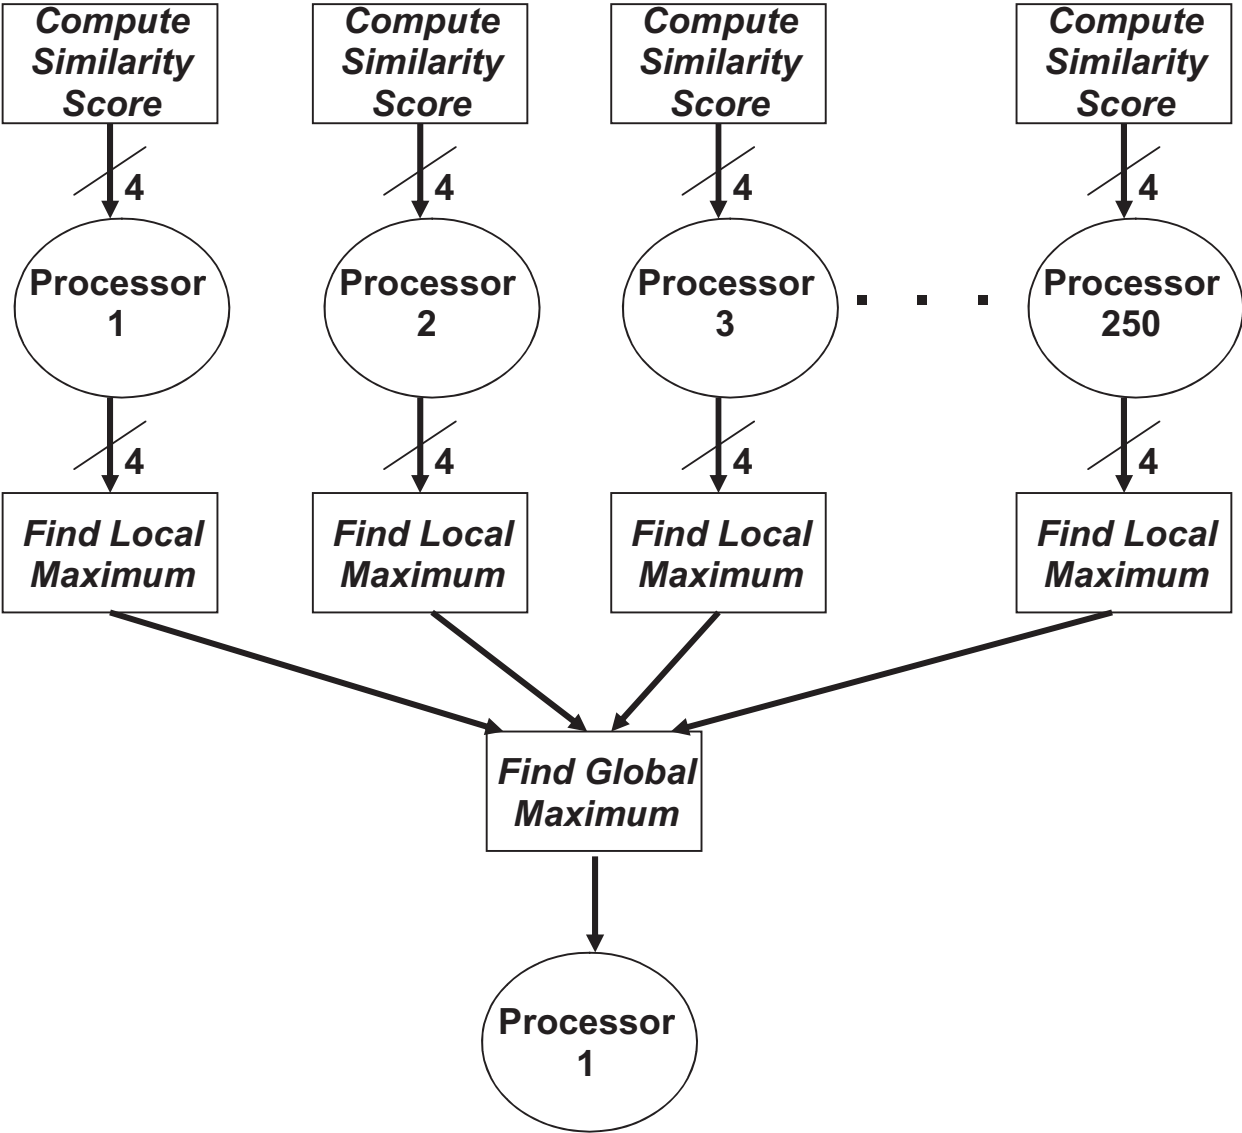 Compute
Similarity
Score
Compute
Similarity
Score
Compute
Similarity
Score
Compute
Similarity
Score
4
4
4
4
Processor
1
Processor
2
Processor
3
. . .
Processor
250
4
4
4
4
Find Local
Maximum
Find Local
Maximum
Find Local
Maximum
Find Local
Maximum
Find Global
Maximum
Processor
1